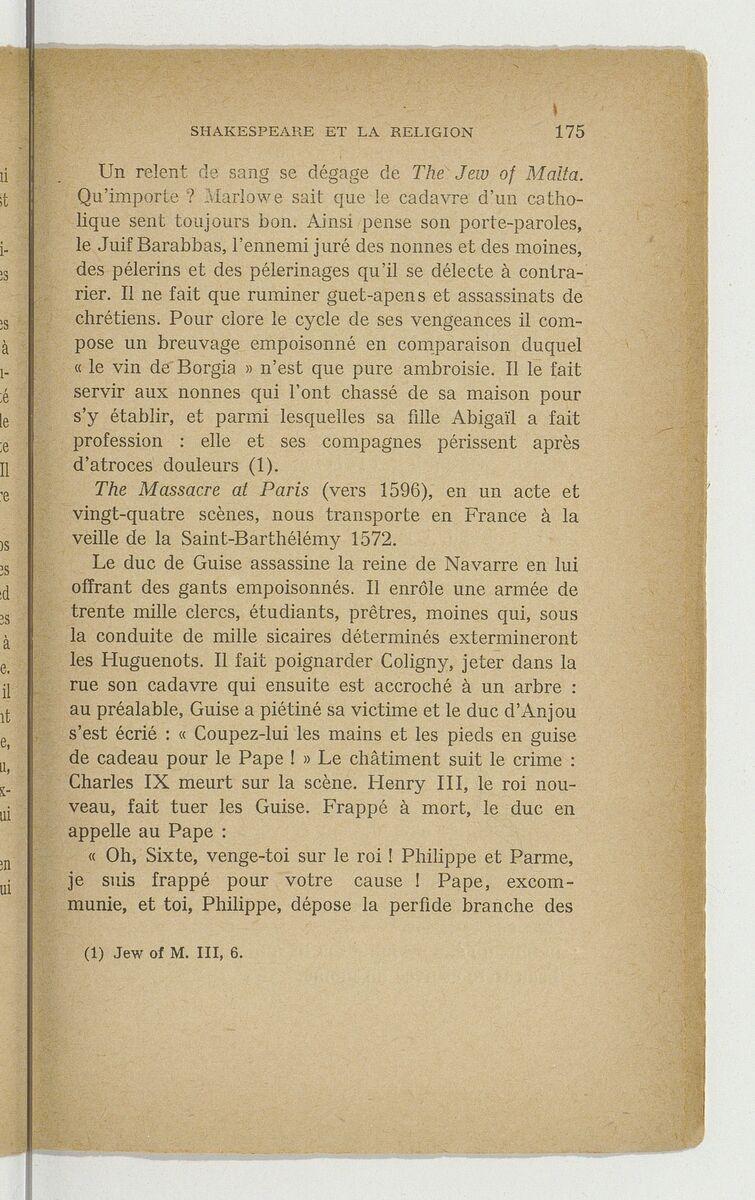 SHAKESPEARE ET LA RELIGION 175
Un relent de sang se dégage de The Jew of Malta.
Qu'importe ? Marlowe sait que le cadavre d'un catho-
lique sent toujours bon. Ainsi pense son porte-paroles,
le Juif Barabbas, l'ennemi juré des nonnes et des moines,
des pélerins et des pélerinages qu'il se délecte à contra-
rier. Il ne fait que ruminer guet-apens et assassinats de
chrétiens. Pour clore le cycle de ses vengeances il com-
pose un breuvage empoisonné en comparaison duquel
« le vin de Borgia » n'est que pure ambroisie. Il le fait
servir aux nonnes qui l'ont chassé de sa maison pour
s'y établir, et parmi lesquelles sa fille Abigaïl a fait
profession : elle et ses compagnes périssent après
d'atroces douleurs (1).
The Massacre at Paris (vers 1596), en un acte et
vingt-quatre scènes, nous transporte en France à la
veille de la Saint-Barthélémy 1572.
Le duc de Guise assassine la reine de Navarre en lui
offrant des gants empoisonnés. Il enrôle une armée de
trente mille clercs, étudiants, prêtres, moines qui, sous
la conduite de mille sicaires déterminés extermineront
les Huguenots. Il fait poignarder Coligny, jeter dans la
rue son cadavre qui ensuite est accroché à un arbre :
au préalable, Guise a piétiné sa victime et le duc d'Anjou
s'est écrié : « Coupez-lui les mains et les pieds en guise
de cadeau pour le Pape ! » Le châtiment suit le crime :
Charles IX meurt sur la scène. Henry III, le roi nou-
veau, fait tuer les Guise. Frappé à mort, le duc en
appelle au Pape :
« Oh, Sixte, venge-toi sur le roi ! Philippe et Parme,
je suis frappé pour votre cause ! Pape, excom-
munie, et toi, Philippe, dépose la perfide branche des
(1) Jew of M. III, 6.